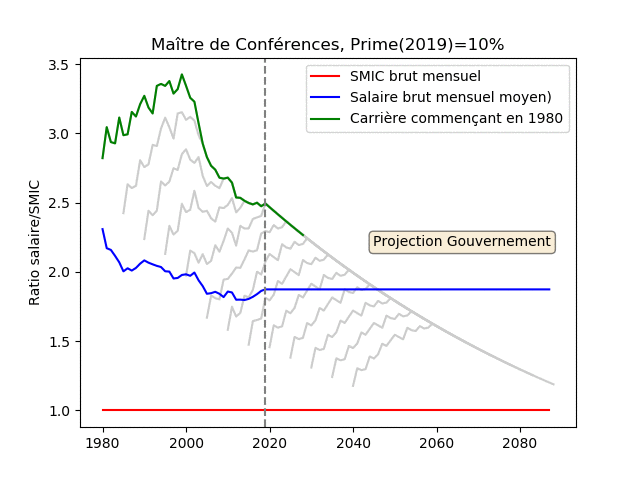 Maître de Conférences, Prime(2019)=10%
SMIC brut mensuel
Salaire brut mensuel moyen)
Carrière commençant en 1980
Projection Gouvernement
Ratio salaire/SMIC
3.5
3.0
2.5
2.0
1.5
1.0
1980 2000 2020 2040 2060 2080